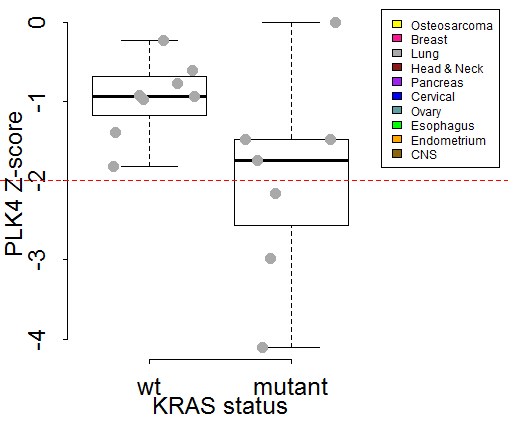 0
-1
-2
-3
-4
PLK4 Z-score
wt
mutant
KRAS status
Osteosarcoma
Breast
Lung
Head & Neck
Pancreas
Cervical
Ovary
Esophagus
Endometrium
CNS